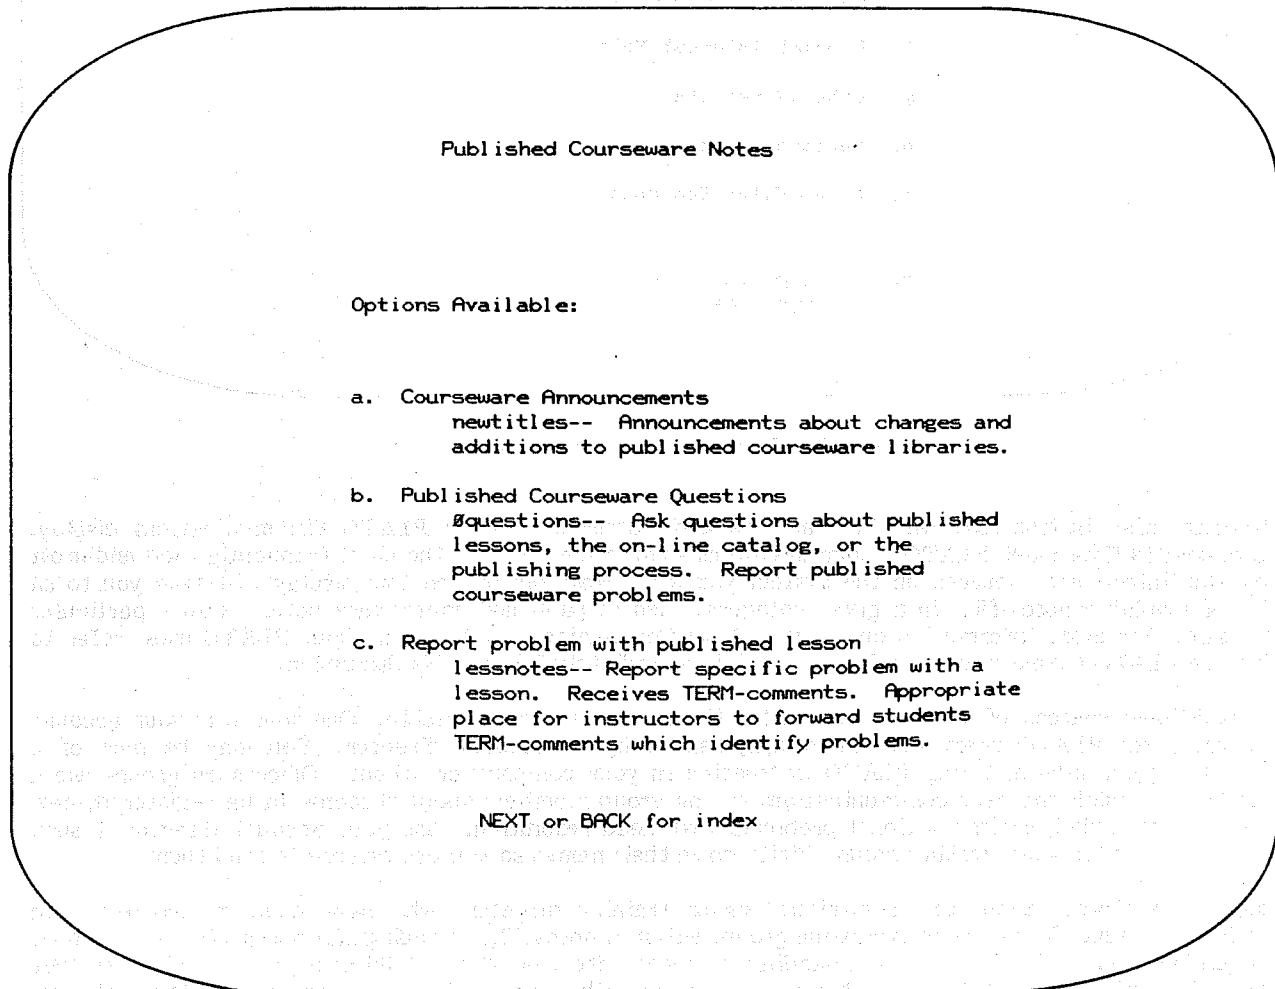 Published Courseware Notes
Options Available:
a. Courseware Announcements
newtitles-- Announcements about changes and
additions to published courseware libraries.
b. Published Courseware Questions
0questions-- Ask questions about published
lessons, the on-line catalog, or the
publishing process. Report published
courseware problems.
c. Report problem with published lesson
lessnotes-- Report specific problem with a
lesson. Receives TERM-comments. Appropriate
place for instructors to forward students
TERM-comments which identify problems.
NEXT or BACK for index